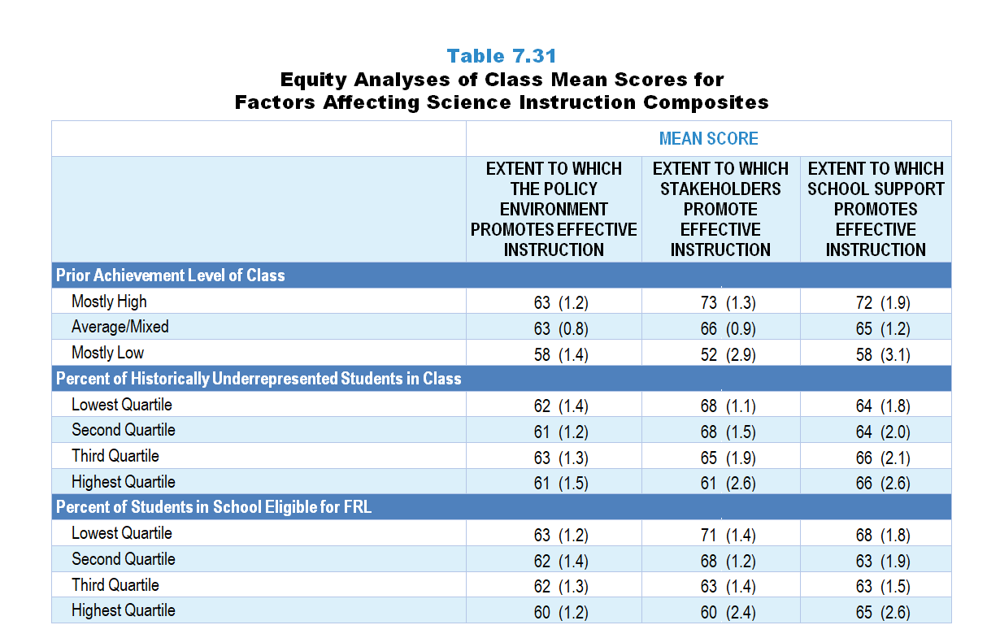 Table 7.31
Equity Analyses of Class Mean Scores for
Factors Affecting Science Instruction Composites
MEAN SCORE
EXTENT TO WHICH THE POLICY ENVIRONMENT PROMOTES EFFECTIVE INSTRUCTION EXTENT TO WHICH STAKEHOLDERS PROMOTE EFFECTIVE INSTRUCTION EXTENT TO WHICH SCHOOL SUPPORT PROMOTES EFFECTIVE INSTRUCTION
Prior Achievement Level of Class
Mostly High 63 (1.2) 73 (1.3) 72 (1.9)
Average/Mixed 63 (0.8) 66 (0.9) 65 (1.2)
Mostly Low 58 (1.4) 52 (2.9) 58 (3.1)
Percent of Historically Underrepresented Students in Class
Lowest Quartile 62 (1.4) 68 (1.1) 64 (1.8)
Second Quartile 61 (1.2) 68 (1.5) 64 (2.0)
Third Quartile 63 (1.3) 65 (1.9) 66 (2.1)
Highest Quartile 61 (1.5) 61 (2.6) 66 (2.6)
Percent of Students in School Eligible for FRL
Lowest Quartile 63 (1.2) 71 (1.4) 68 (1.8)
Second Quartile 62 (1.4) 68 (1.2) 63 (1.9)
Third Quartile 62 (1.3) 63 (1.4) 63 (1.5)
Highest Quartile 60 (1.2) 60 (2.4) 65 (2.6)